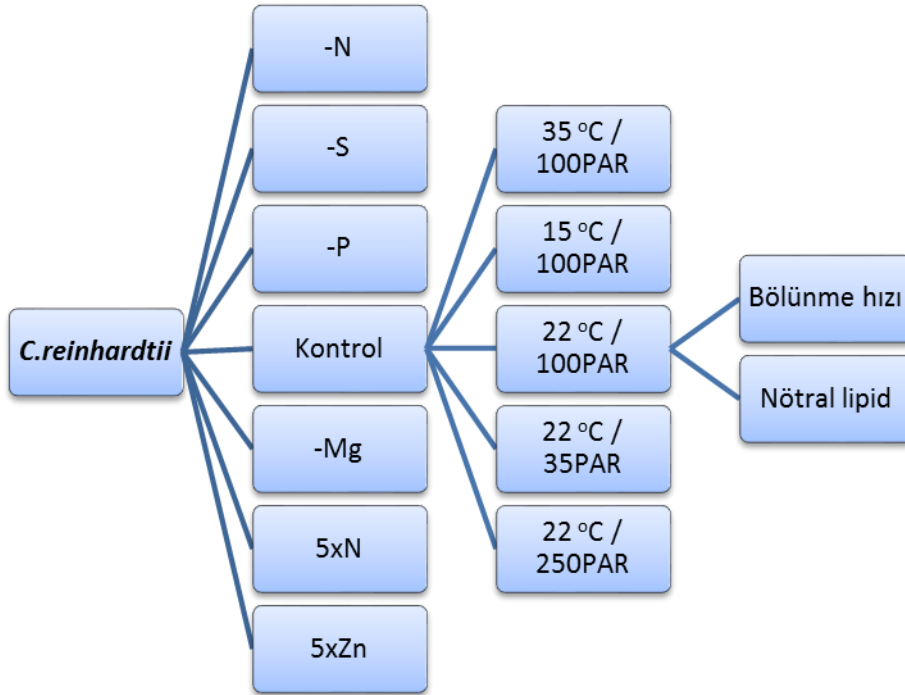 C.reinhardtii
-N
-S
-P
Kontrol
-Mg
5xN
5xZn
35 °C /
100PAR
15 °C /
100PAR
22 °C /
100PAR
22 °C /
35PAR
22 °C /
250PAR
Bölünme hızı
Nötral lipid